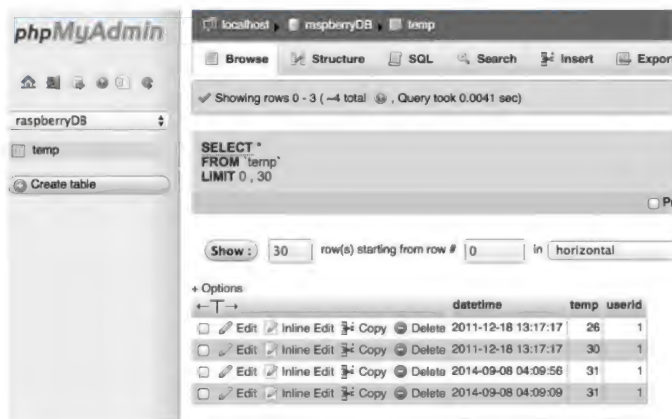 phpMyAdmin
raspberryDB
temp
Create table
localhost raspberryDB temp
Browse Structure SQL Search Insert Export
Showing rows 0 - 3 ( ~4 total , Query took 0.0041 sec)
SELECT *
FROM `temp`
LIMIT 0 , 30
Show : 30 row(s) starting from row # 0 in horizontal
+ Options
←T→ datetime temp userid
Edit Inline Edit Copy Delete 2011-12-18 13:17:17 26 1
Edit Inline Edit Copy Delete 2011-12-18 13:17:17 30 1
Edit Inline Edit Copy Delete 2014-09-08 04:09:56 31 1
Edit Inline Edit Copy Delete 2014-09-08 04:09:09 31 1